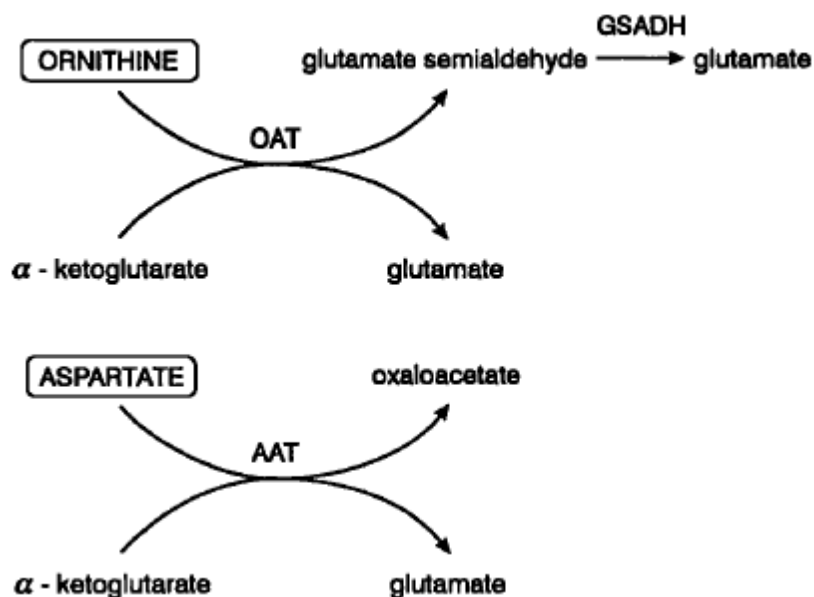 GSADH
ORNITHINE
glutamate semialdehyde
glutamate
OAT
α - ketoglutarate
glutamate
ASPARTATE
oxaloacetate
AAT
α - ketoglutarate
glutamate